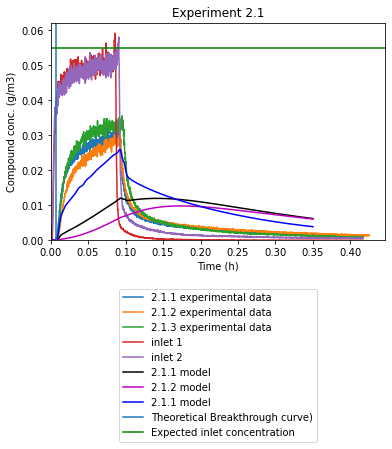 Experiment 2.1
Compound conc. (g/m3)
0.06
0.05
0.04
0.03
0.02
0.01
0.00
0.00 0.05 0.10 0.15 0.20 0.25 0.30 0.35 0.40
Time (h)
2.1.1 experimental data
2.1.2 experimental data
2.1.3 experimental data
inlet 1
inlet 2
2.1.1 model
2.1.2 model
2.1.1 model
Theoretical Breakthrough curve)
Expected inlet concentration